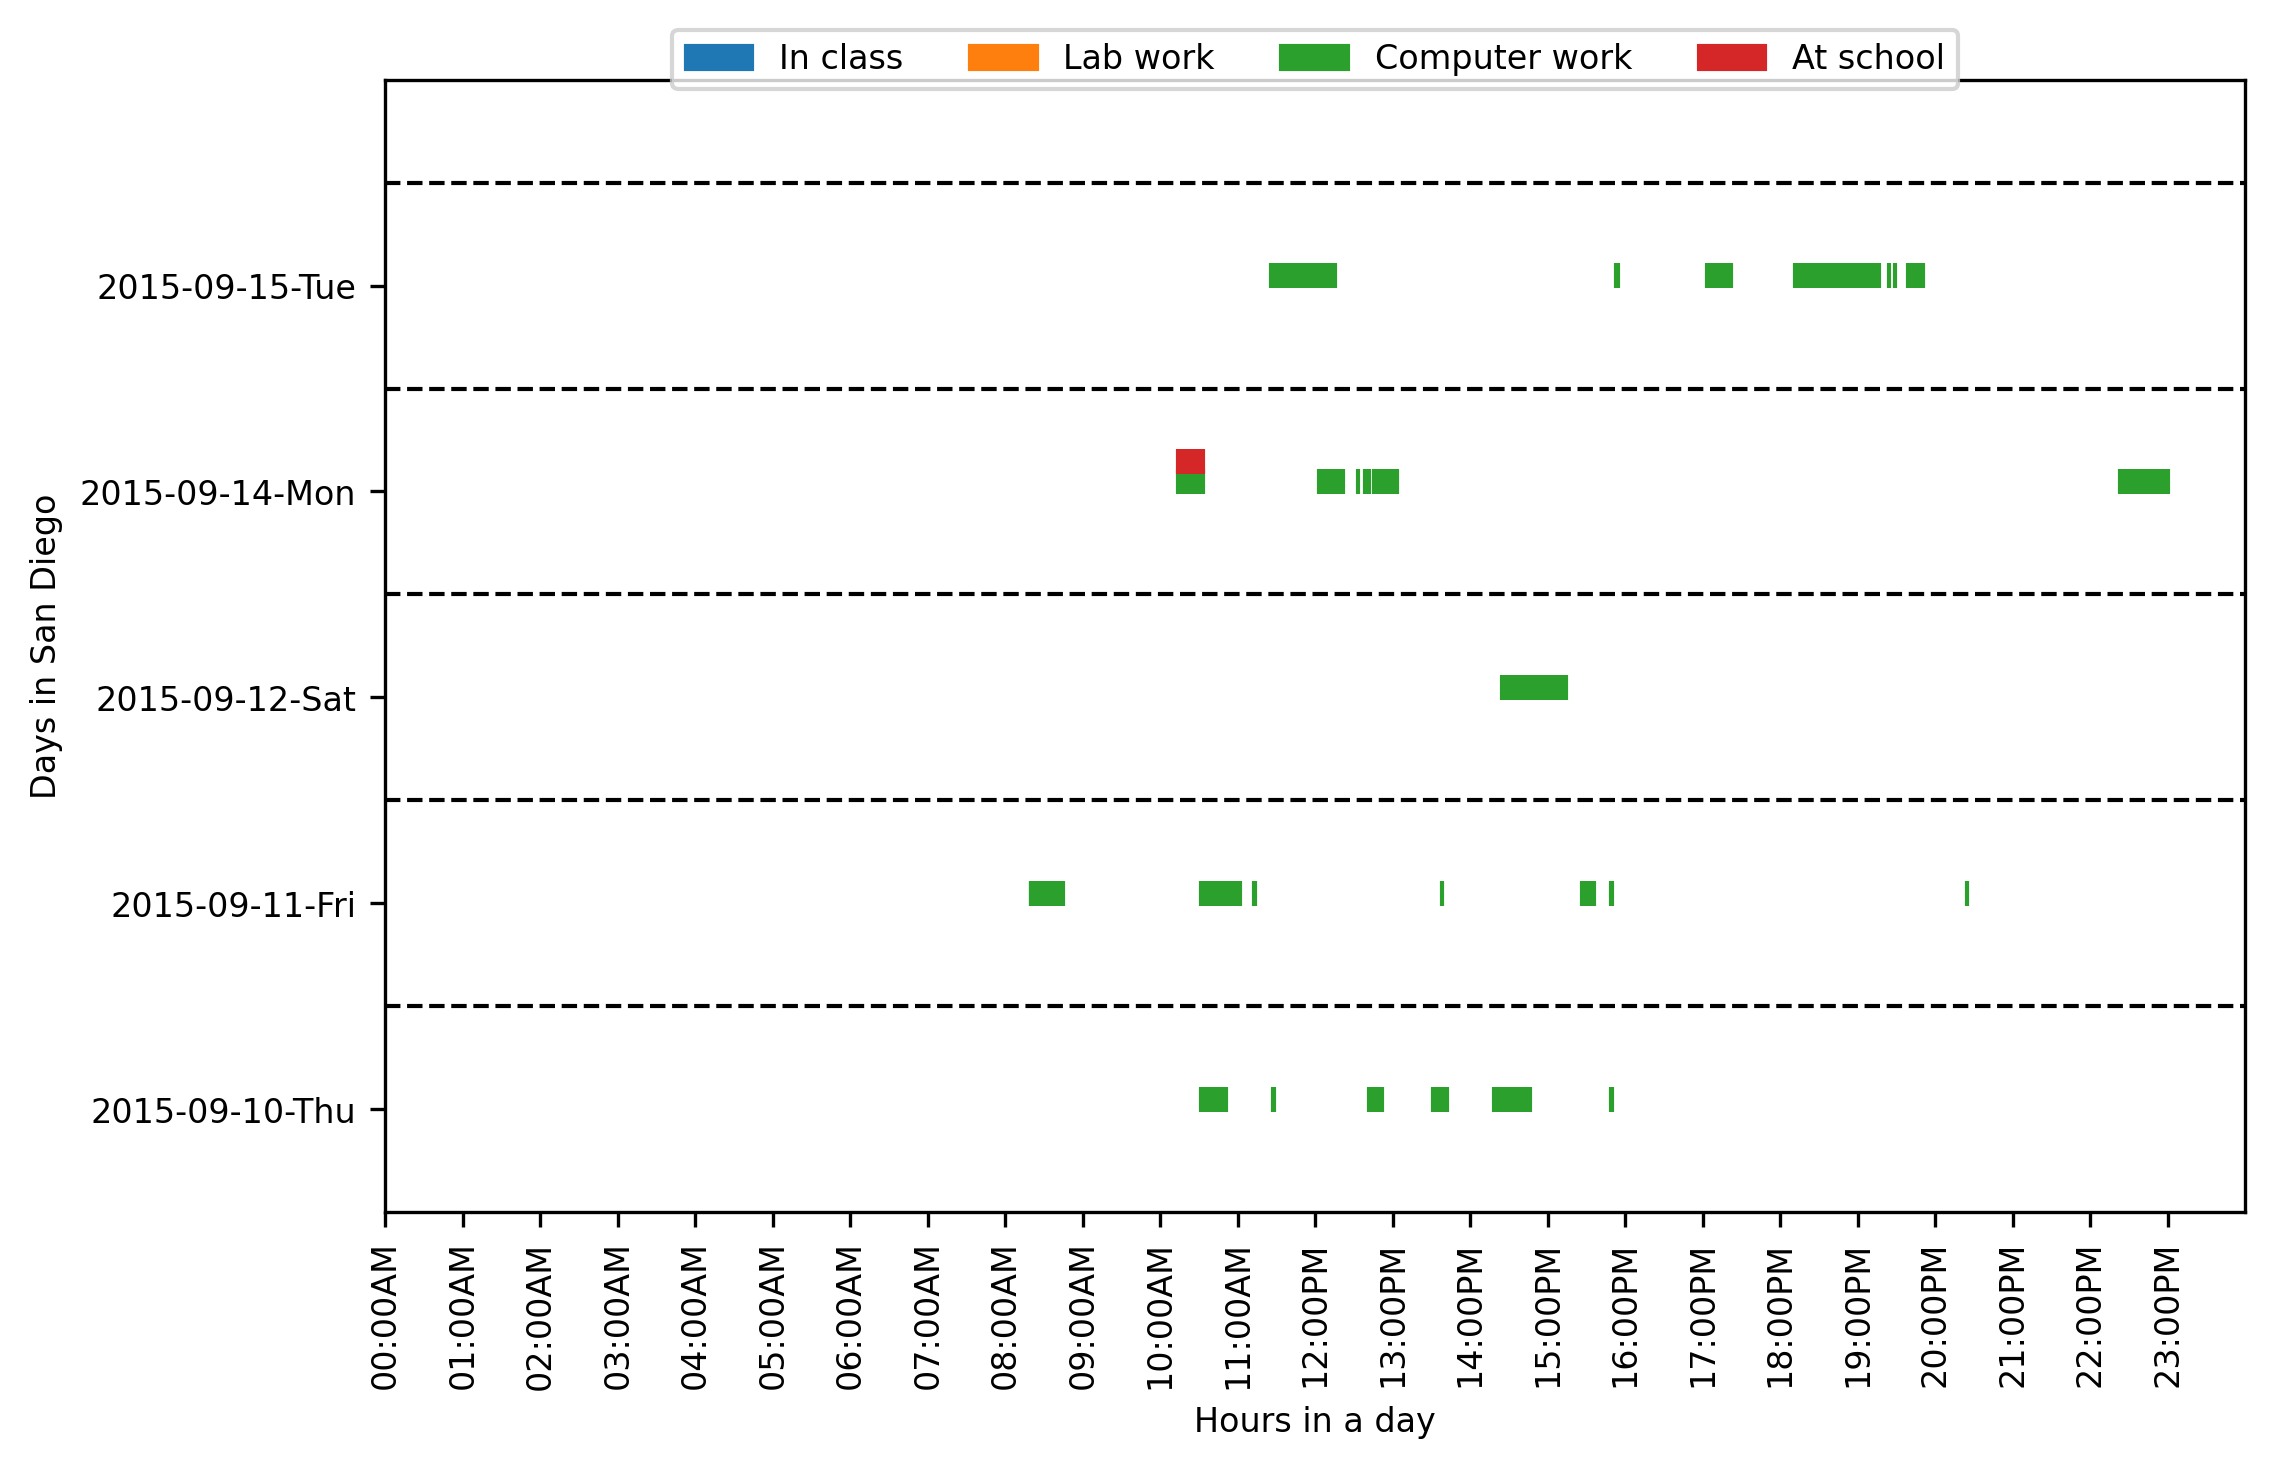 In class Lab work Computer work At school
Days in San Diego
2015-09-15-Tue
2015-09-14-Mon
2015-09-12-Sat
2015-09-11-Fri
2015-09-10-Thu
00:00AM 01:00AM 02:00AM 03:00AM 04:00AM 05:00AM 06:00AM 07:00AM 08:00AM 09:00AM 10:00AM 11:00AM 12:00PM 13:00PM 14:00PM 15:00PM 16:00PM 17:00PM 18:00PM 19:00PM 20:00PM 21:00PM 22:00PM 23:00PM
Hours in a day